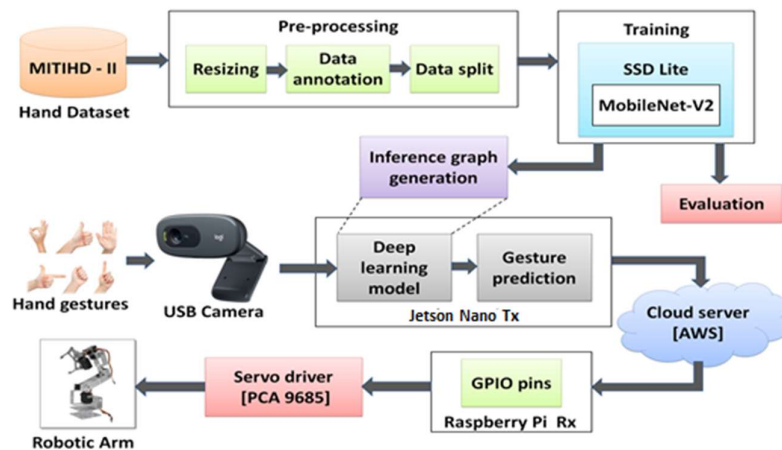 Pre-processing
Training
MITIHD - II
Hand Dataset
Resizing
Data
annotation
Data split
SSD Lite
MobileNet-V2
Inference graph
generation
Evaluation
Hand gestures
USB Camera
Deep
learning
model
Gesture
prediction
Jetson Nano Tx
Cloud server
[AWS]
Robotic Arm
Servo driver
[PCA 9685]
GPIO pins
Raspberry Pi Rx